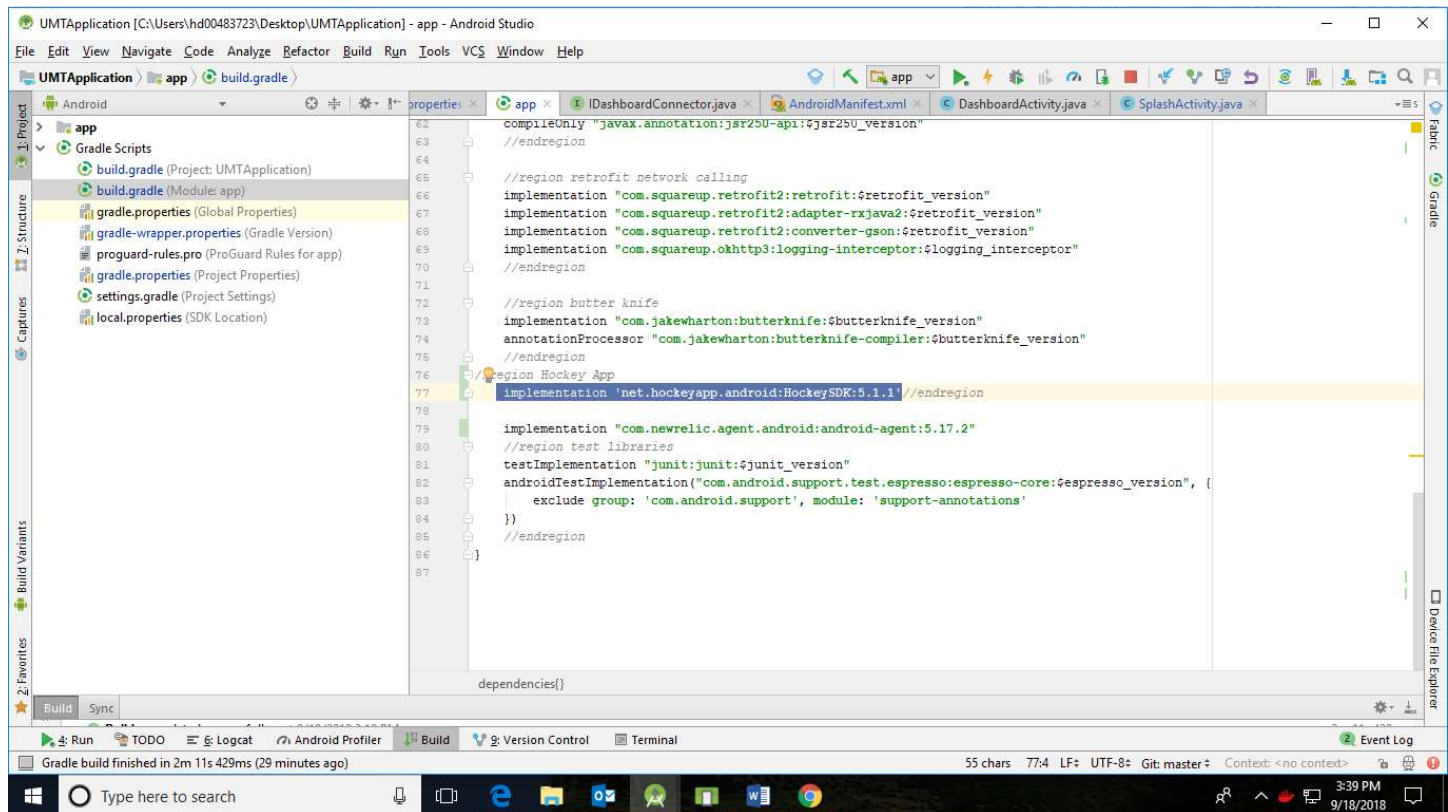 UMTApplication [C:\Users\hd00483723\Desktop\UMTApplication] - app - Android Studio
File Edit View Navigate Code Analyze Refactor Build Run Tools VCS Window Help
UMTApplication app build.gradle app
Android properties app IDashboardConnector.java AndroidManifest.xml DashboardActivity.java SplashActivity.java
app
Gradle Scripts
build.gradle (Project: UMTApplication)
build.gradle (Module: app)
gradle.properties (Global Properties)
gradle-wrapper.properties (Gradle Version)
proguard-rules.pro (ProGuard Rules for app)
gradle.properties (Project Properties)
settings.gradle (Project Settings)
local.properties (SDK Location)
1: Project
Z: Structure
Captures
Build Variants
2: Favorites
62 compileOnly "javax.annotation:jsr250-api:$jsr250_version"
63 //endregion
64
65 //region retrofit network calling
66 implementation "com.squareup.retrofit2:retrofit:$retrofit_version"
67 implementation "com.squareup.retrofit2:adapter-rxjava2:$retrofit_version"
68 implementation "com.squareup.retrofit2:converter-gson:$retrofit_version"
69 implementation "com.squareup.okhttp3:logging-interceptor:$logging_interceptor"
70 //endregion
71
72 //region butter knife
73 implementation "com.jakewharton:butterknife:$butterknife_version"
74 annotationProcessor "com.jakewharton:butterknife-compiler:$butterknife_version"
75 //endregion
76 /region Hockey App
77 implementation 'net.hockeyapp.android:HockeySDK:5.1.1'//endregion
78
79 implementation "com.newrelic.agent.android:android-agent:5.17.2"
80 //region test libraries
81 testImplementation "junit:junit:$junit_version"
82 androidTestImplementation("com.android.support.test.espresso:espresso-core:$espresso_version", {
83 exclude group: 'com.android.support', module: 'support-annotations'
84 })
85 //endregion
86 }
87
dependencies{}
Fabric
Gradle
Device File Explorer
Build Sync
4: Run TODO 6: Logcat Android Profiler Build 9: Version Control Terminal 2 Event Log
Gradle build finished in 2m 11s 429ms (29 minutes ago) 55 chars 77:4 LF UTF-8 Git: master Context: <no context>
Type here to search 3:39 PM
9/18/2018